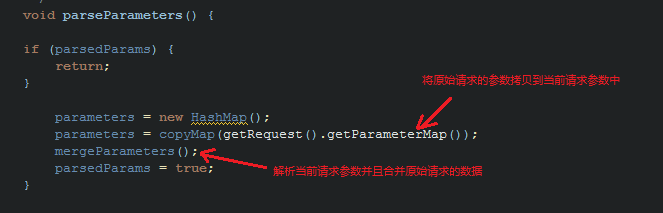 void parseParameters() {
if (parsedParams) {
return;
}
将原始请求的参数拷贝到当前请求参数中
parameters = new HashMap();
parameters = copyMap(getRequest().getParameterMap());
mergeParameters();
parsedParams = true;
解析当前请求参数并且合并原始请求的数据
}